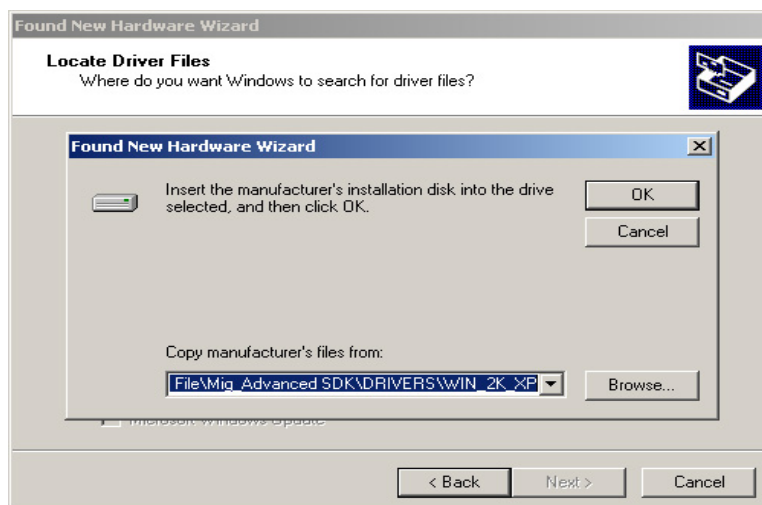 Found New Hardware Wizard
Locate Driver Files
Where do you want Windows to search for driver files?
Found New Hardware Wizard
Insert the manufacturer's installation disk into the drive
selected, and then click OK.
OK
Cancel
Copy manufacturer's files from:
File\Mig_Advanced SDK\DRIVERS\WIN_2K_XP
Browse...
Microsoft Windows Update
< Back
Next >
Cancel